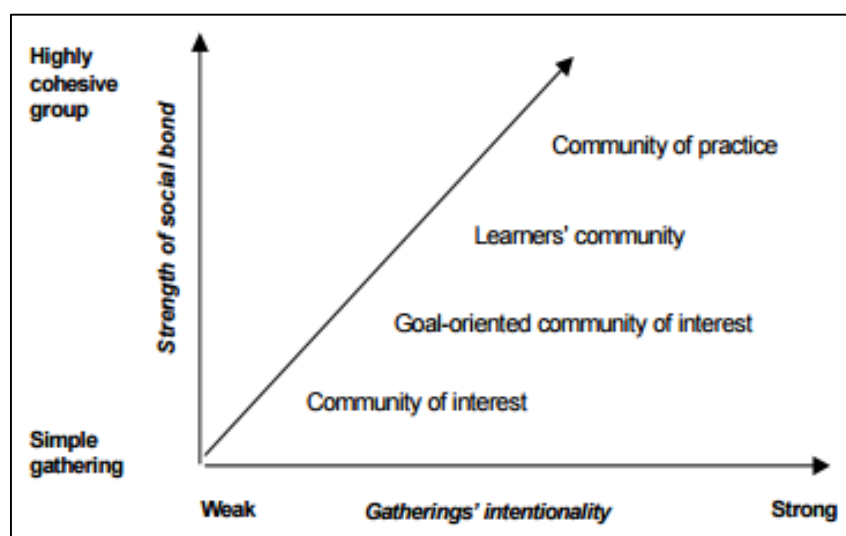 Highly
cohesive
group
Strength of social bond
Community of practice
Learners' community
Goal-oriented community of interest
Community of interest
Simple
gathering
Weak
Gatherings' intentionality
Strong